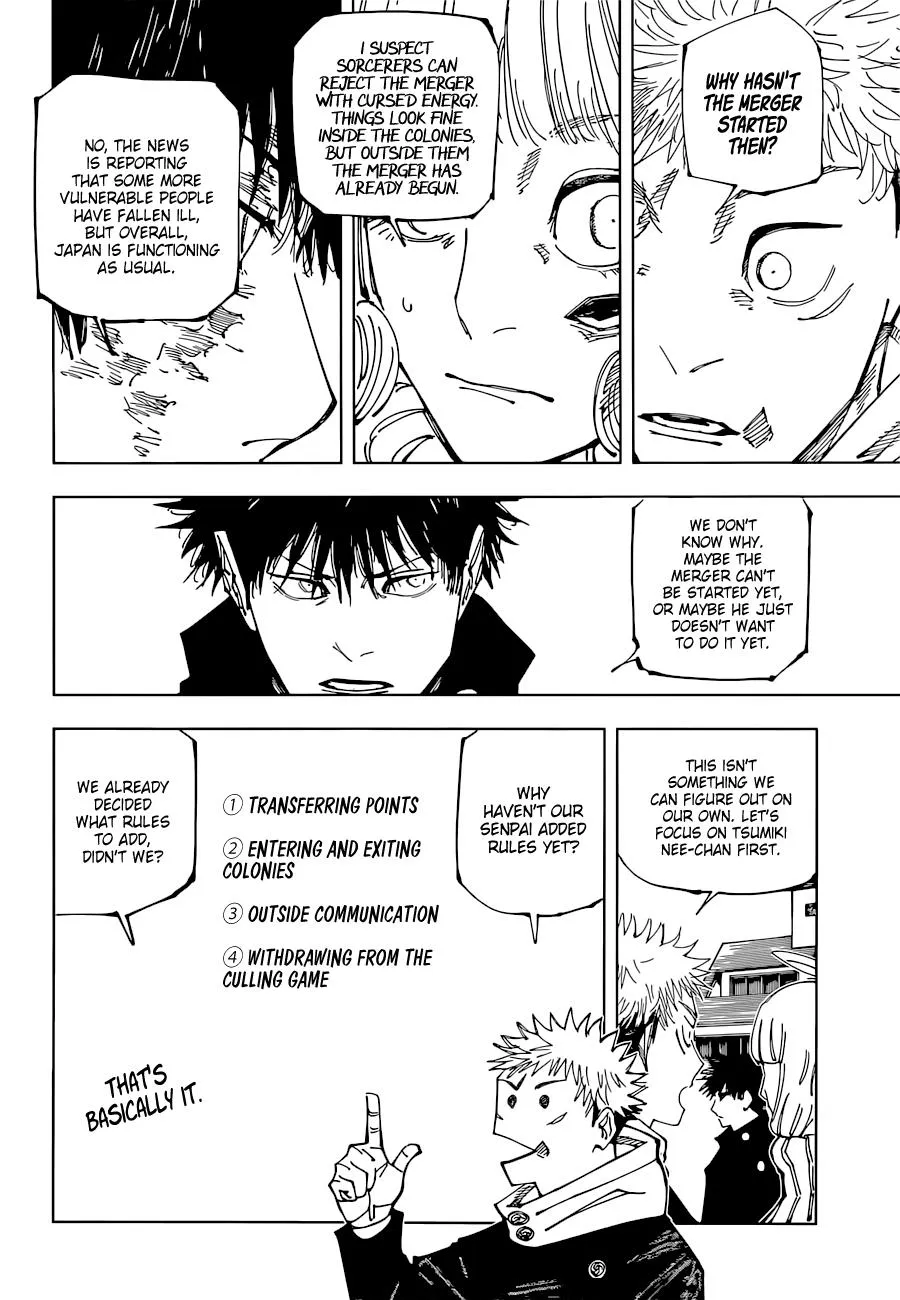 WHY HASN'T
THE MERGER
STARTED
THEN?
I SUSPECT
SORCERERS CAN
REJECT THE MERGER
WITH CURSED ENERGY.
THINGS LOOK FINE
INSIDE THE COLONIES,
BUT OUTSIDE THEM
THE MERGER HAS
ALREADY BEGUN.
NO, THE NEWS
IS REPORTING
THAT SOME MORE
VULNERABLE PEOPLE
HAVE FALLEN ILL,
BUT OVERALL,
JAPAN IS FUNCTIONING
AS USUAL.
WE DON'T
KNOW WHY.
MAYBE THE
MERGER CAN'T
BE STARTED YET,
OR MAYBE HE JUST
DOESN'T WANT
TO DO IT YET.
THIS ISN'T
SOMETHING WE
CAN FIGURE OUT ON
OUR OWN. LET'S
FOCUS ON TSUMIKI
NEE-CHAN FIRST.
WHY
HAVEN'T OUR
SENPAI ADDED
RULES YET?
① TRANSFERRING POINTS
② ENTERING AND EXITING
COLONIES
③ OUTSIDE COMMUNICATION
④ WITHDRAWING FROM THE
CULLING GAME
WE ALREADY
DECIDED
WHAT RULES
TO ADD,
DIDN'T WE?
THAT'S
BASICALLY IT.